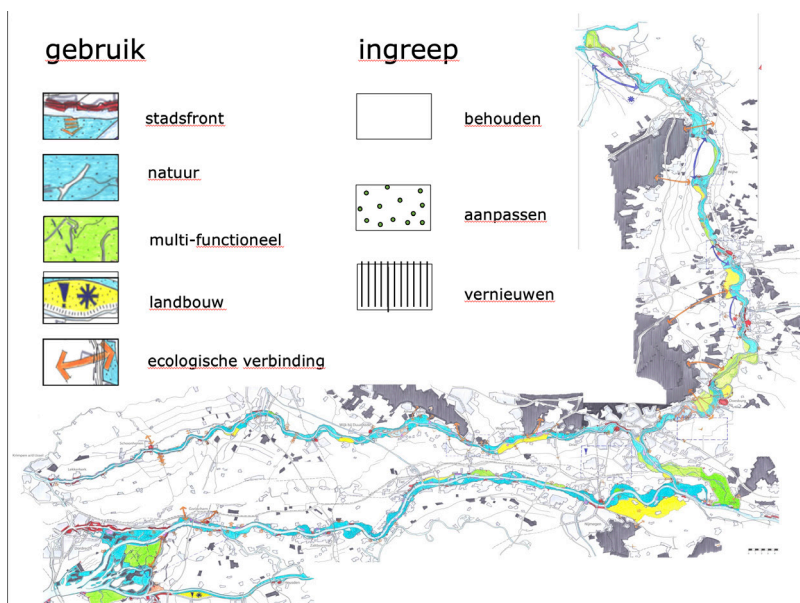 gebruik
ingreep
stadsfront
behouden
natuur
aanpassen
multi-functioneel
landbouw
vernieuwen
ecologische verbinding